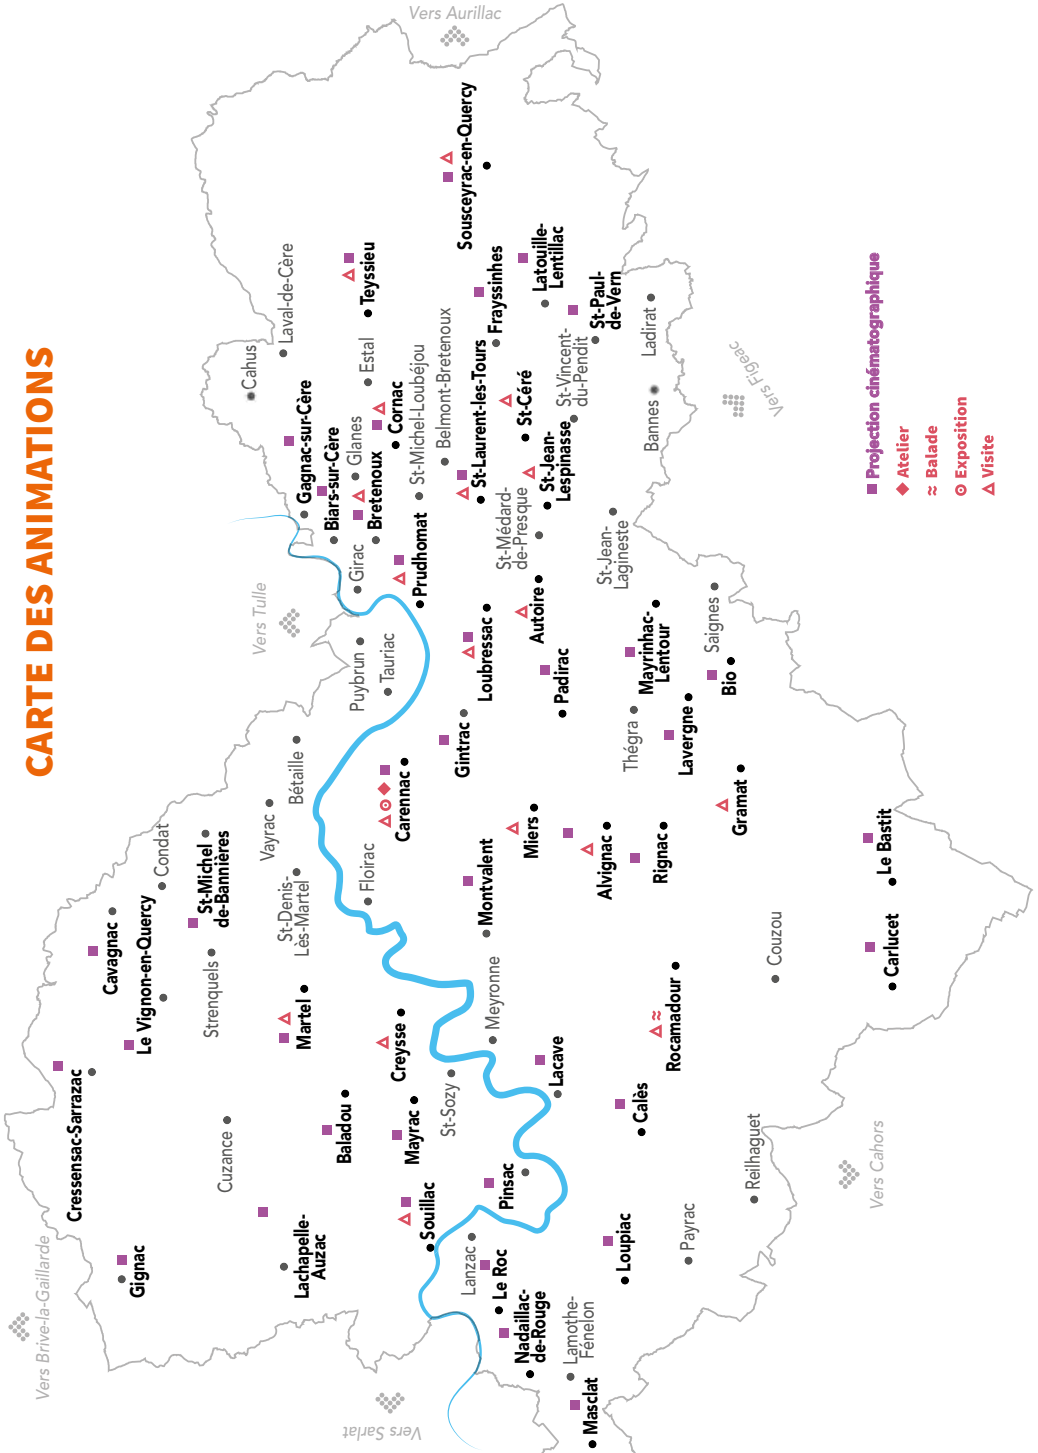 CARTE DES ANIMATIONS
Vers Brive-la-Gaillarde
Vers Tulle
Vers Aurillac
Vers Sarlat
Vers Cahors
Vers Figeac
Gignac
Cressensac-Sarrazac
Cavagnac
Le Vignon-en-Quercy
Condat
Strenquels
St-Michel
de-Bannières
Cuzance
Vayrac
Bétaille
St-Denis-
Lès-Martel
Martel
Lachapelle-
Auzac
Baladou
Floirac
Creysse
Mayrac
Souillac
St-Sozy
Meyronne
Montvalent
Carennac
Puybrun
Tauriac
Girac
Gintrac
Loubressac
Prudhomat
Cahus
Laval-de-Cère
Gagnac-sur-Cère
Biars-sur-Cère
Glanes
Bretenoux
Estal
Cornac
Teyssieu
St-Michel-Loubéjou
Belmont-Bretenoux
Sousceyrac-en-Quercy
St-Laurent-les-Tours
Frayssinhes
Latouille-
Lentillac
St-Céré
St-Vincent-
du-Pendit
St-Paul-
de-Vern
St-Jean-
Lespinasse
St-Médard-
de-Presque
Autoire
Padirac
St-Jean-
Lagineste
Bannes
Ladirat
Lanzac
Le Roc
Pinsac
Lacave
Nadaillac-
de-Rouge
Lamothe-
Fénelon
Masclat
Loupiac
Calès
Payrac
Reilhaguet
Rocamadour
Couzou
Miers
Alvignac
Rignac
Thégra
Mayrinhac-
Lentour
Lavergne
Saignes
Bio
Gramat
Le Bastit
Carlucet
Projection cinématographique
Atelier
Balade
Exposition
Visite